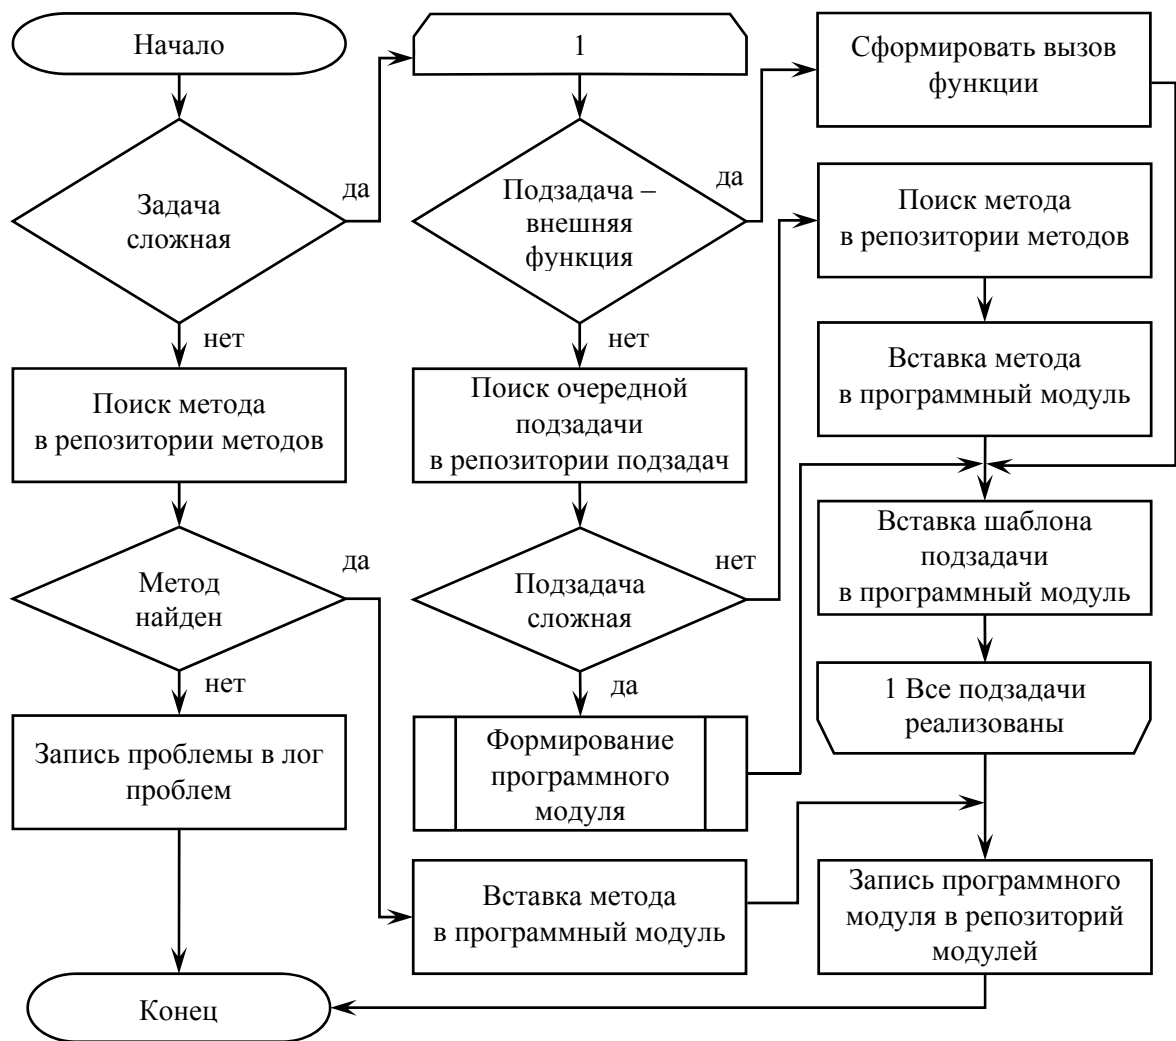 Начало
1
Сформировать вызов
функции
да
да
Задача
сложная
Подзадача –
внешняя
функция
Поиск метода
в репозитории методов
нет
нет
Поиск метода
в репозитории методов
Поиск очередной
подзадачи
в репозитории подзадач
Вставка метода
в программный модуль
да
нет
Метод
найден
Подзадача
сложная
Вставка шаблона
подзадачи
в программный модуль
нет
да
Запись проблемы в лог
проблем
Формирование
программного
модуля
1 Все подзадачи
реализованы
Вставка метода
в программный модуль
Запись программного
модуля в репозиторий
модулей
Конец